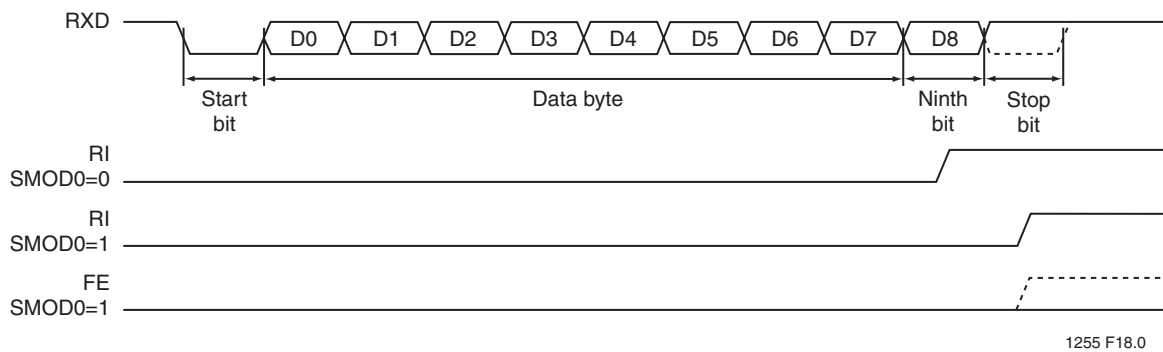 RXD
D0 D1 D2 D3 D4 D5 D6 D7 D8
Start
bit
Data byte
Ninth
bit
Stop
bit
RI
SMOD0=0
RI
SMOD0=1
FE
SMOD0=1
1255 F18.0